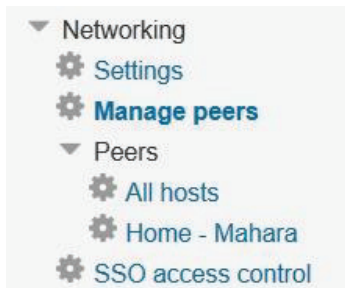 Networking
Settings
Manage peers
Peers
All hosts
Home - Mahara
SSO access control